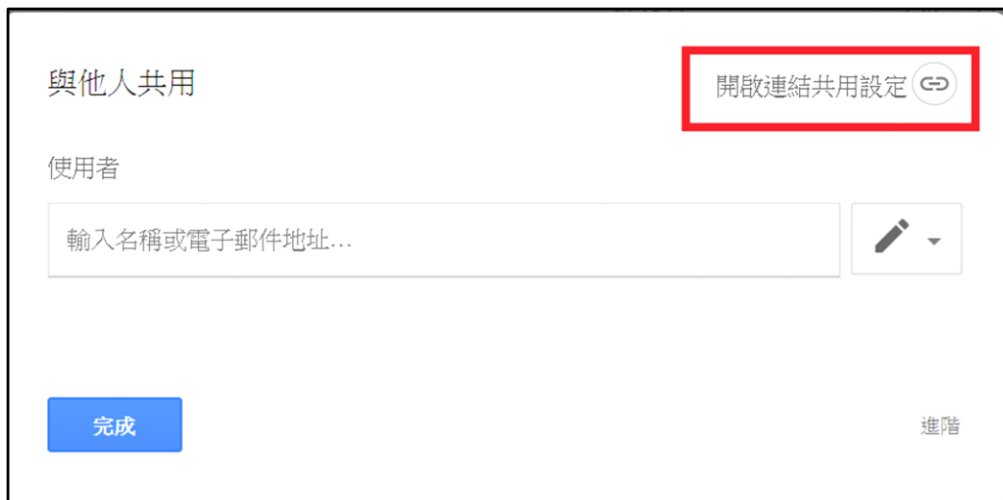 與他人共用
開啟連結共用設定
使用者
輸入名稱或電子郵件地址...
完成
進階